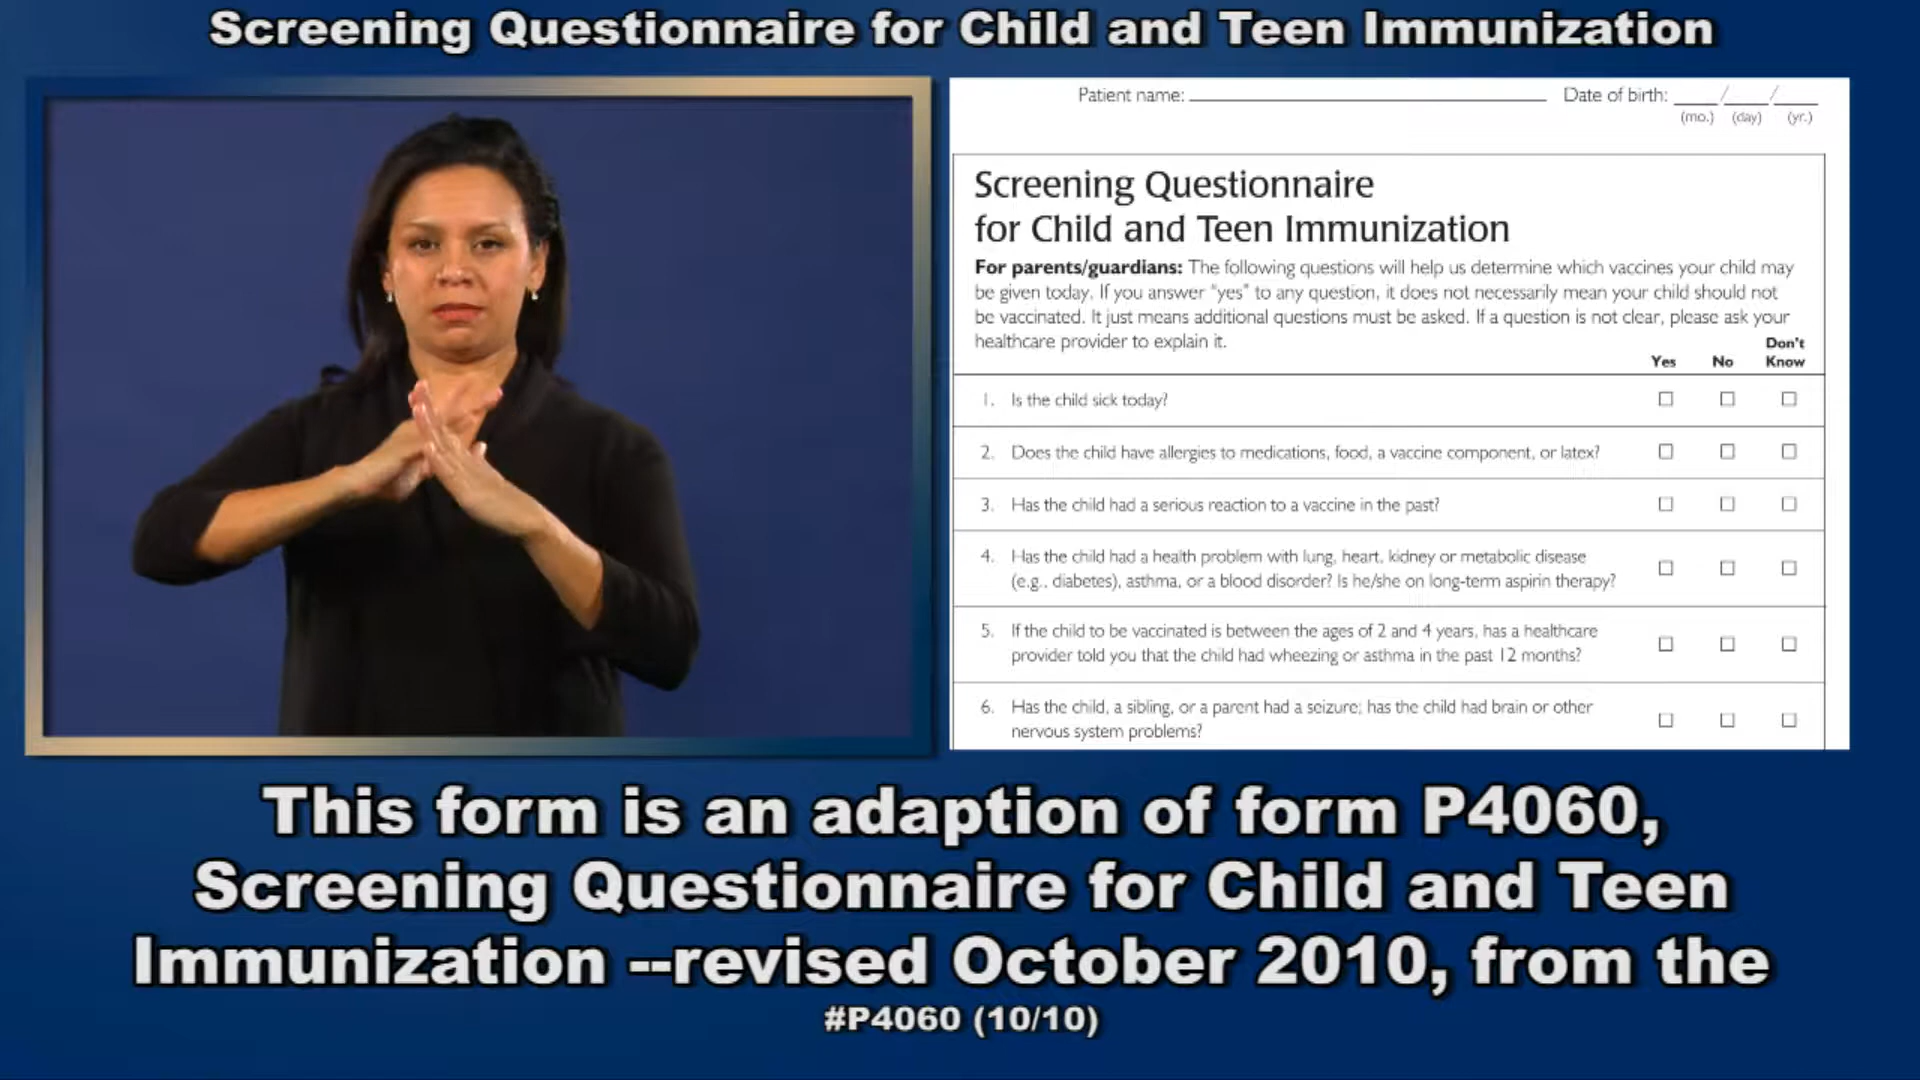 Screening Questionnaire for Child and Teen Immunization
Patient name: Date of birth: / /
(mo.) (day) (yr.)
Screening Questionnaire
for Child and Teen Immunization
For parents/guardians: The following questions will help us determine which vaccines your child may
be given today. If you answer "yes" to any question, it does not necessarily mean your child should not
be vaccinated. It just means additional questions must be asked. If a question is not clear, please ask your
healthcare provider to explain it.
Yes No Don't Know
1. Is the child sick today?
2. Does the child have allergies to medications, food, a vaccine component, or latex?
3. Has the child had a serious reaction to a vaccine in the past?
4. Has the child had a health problem with lung, heart, kidney or metabolic disease
(e.g., diabetes), asthma, or a blood disorder? Is he/she on long-term aspirin therapy?
5. If the child to be vaccinated is between the ages of 2 and 4 years, has a healthcare
provider told you that the child had wheezing or asthma in the past 12 months?
6. Has the child, a sibling, or a parent had a seizure; has the child had brain or other
nervous system problems?
This form is an adaption of form P4060,
Screening Questionnaire for Child and Teen
Immunization --revised October 2010, from the
#P4060 (10/10)